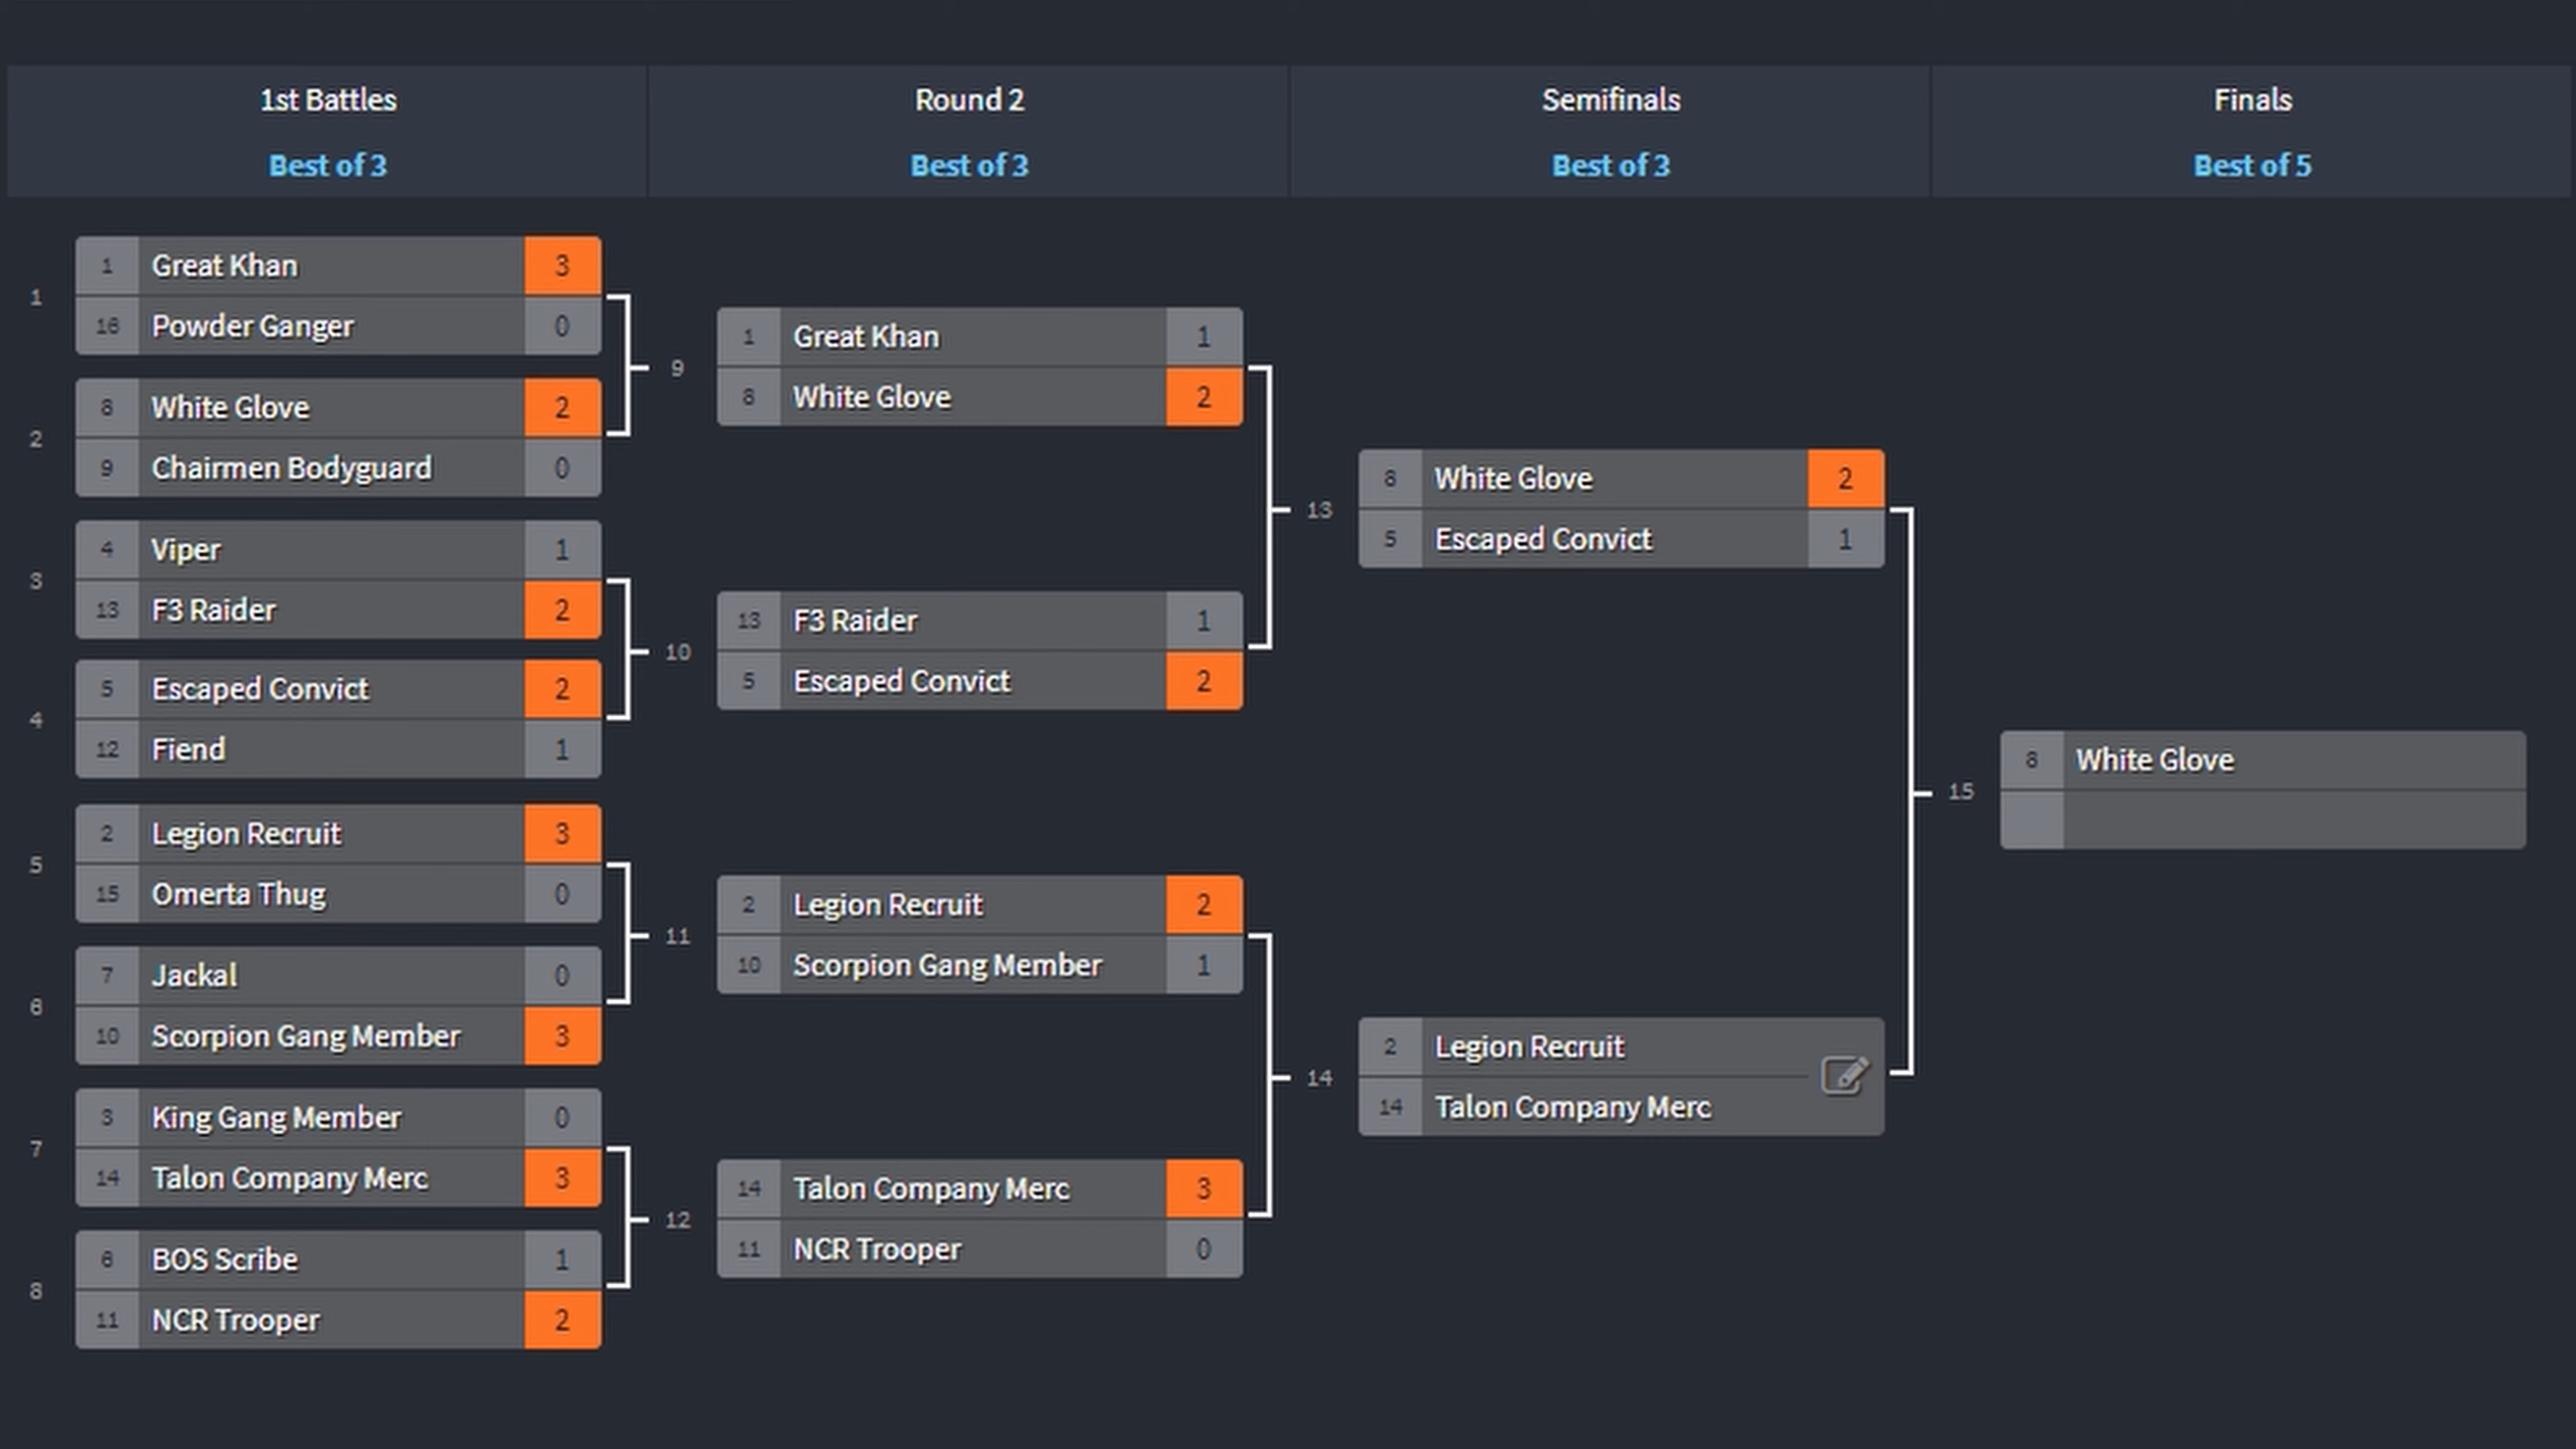 1st Battles
Best of 3
Round 2
Best of 3
Semifinals
Best of 3
Finals
Best of 5
1
1 Great Khan 3
16 Powder Ganger 0
2
8 White Glove 2
9 Chairmen Bodyguard 0
3
4 Viper 1
13 F3 Raider 2
4
5 Escaped Convict 2
12 Fiend 1
5
2 Legion Recruit 3
15 Omerta Thug 0
6
7 Jackal 0
10 Scorpion Gang Member 3
7
3 King Gang Member 0
14 Talon Company Merc 3
8
6 BOS Scribe 1
11 NCR Trooper 2
9
1 Great Khan 1
8 White Glove 2
10
13 F3 Raider 1
5 Escaped Convict 2
11
2 Legion Recruit 2
10 Scorpion Gang Member 1
12
14 Talon Company Merc 3
11 NCR Trooper 0
13
8 White Glove 2
5 Escaped Convict 1
14
2 Legion Recruit
14 Talon Company Merc
15
8 White Glove